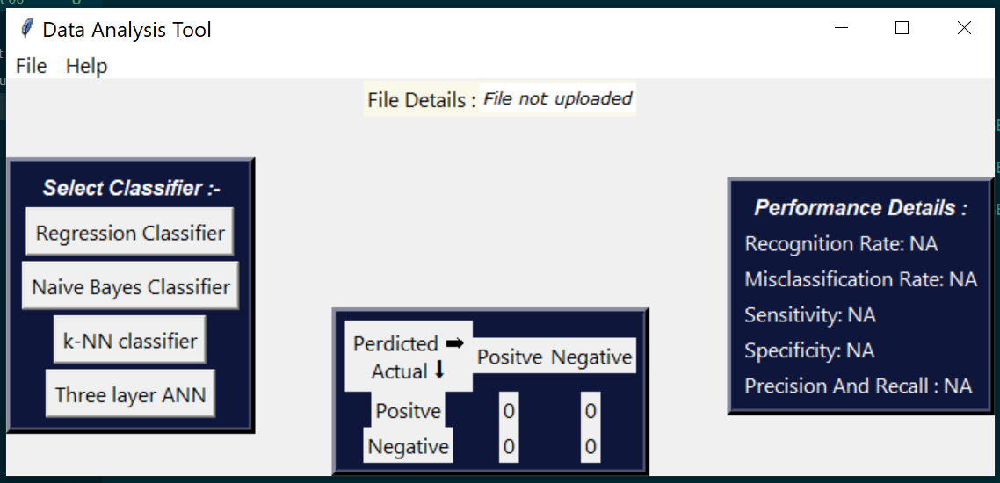 Data Analysis Tool
File Help
File Details : File not uploaded
Select Classifier :-
Regression Classifier
Naive Bayes Classifier
k-NN classifier
Three layer ANN
Perdicted ➡
Actual ⬇
Positve Negative
Positve 0 0
Negative 0 0
Performance Details :
Recognition Rate: NA
Misclassification Rate: NA
Sensitivity: NA
Specificity: NA
Precision And Recall : NA